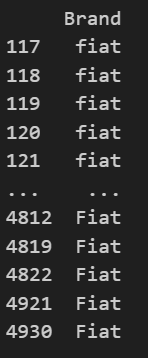 Brand
117 fiat
118 fiat
119 fiat
120 fiat
121 fiat
... ...
4812 Fiat
4819 Fiat
4822 Fiat
4921 Fiat
4930 Fiat